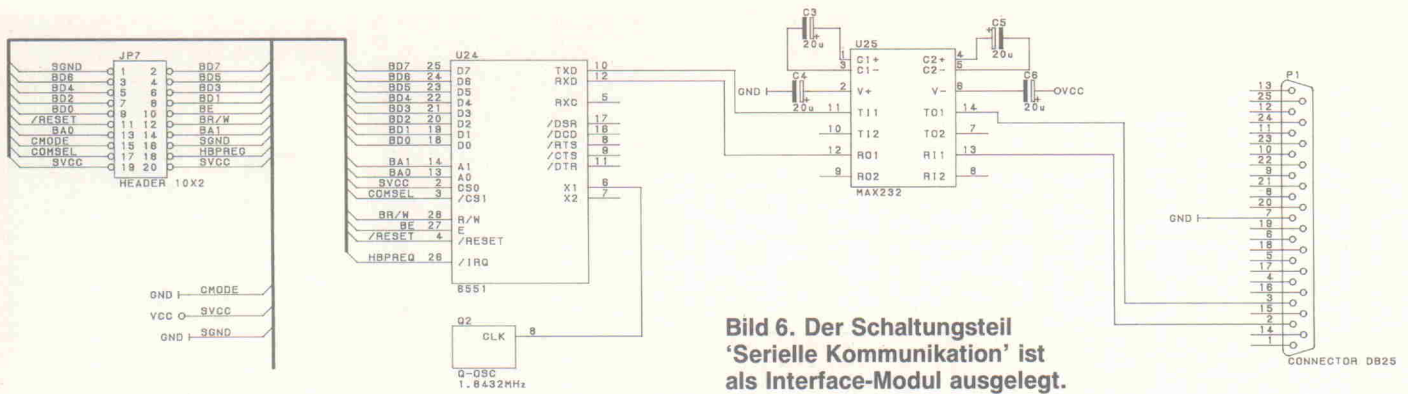 JP7
SGND 1 2 BD7
BD6 3 4 BD5
BD4 5 6 BD3
BD2 7 8 BD1
BD0 9 10 BE
/RESET 11 12 BR/W
BA0 13 14 BA1
CMODE 15 16 SGND
COMSEL 17 18 HBPREQ
SVCC 19 20 SVCC
HEADER 10X2
GND CMODE
VCC SVCC
GND SGND
U24
BD7 25 D7 TXD 10
BD6 24 D6 RXD 12
BD5 23 D5
BD4 22 D4 RXC 5
BD3 21 D3
BD2 20 D2 /DSR 17
BD1 19 D1 /DCD 16
BD0 18 D0 /RTS 8
/CTS 9
BA1 14 A1 /DTR 11
BA0 13 A0
SVCC 2 CS0 X1 6
COMSEL 3 /CS1 X2 7
BR/W 28 R/W
BE 27 E
/RESET 4 /RESET
HBPREQ 26 /IRQ
6551
Q2
CLK 8
Q-OSC
1.8432MHz
C3
20u
C5
20u
U25
1 C1+ C2+ 4
3 C1- C2- 5
GND C4 20u 2 V+ V- 6 C6 20u VCC
11 TI1 TO1 14
10 TI2 TO2 7
12 RO1 RI1 13
9 RO2 RI2 8
MAX232
P1
13
25
12
24
11
23
10
22
9
21
8
20
GND 7
19
6
18
5
17
4
16
3
15
2
14
1
CONNECTOR DB25
Bild 6. Der Schaltungsteil
‘Serielle Kommunikation’ ist
als Interface-Modul ausgelegt.